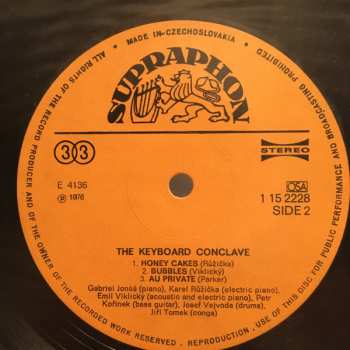 MADE IN CZECHOSLOVAKIA
ALL RIGHTS OF THE RECORD PRODUCER AND OF THE OWNER OF THE RECORDED WORK RESERVED. REPRODUCTION. USE OF THIS DISC FOR PUBLIC PERFORMANCE AND BROADCASTING PROHIBITED
SUPRAPHON
33
STEREO
E 4136
℗ 1976
OSA
1 15 2228
SIDE 2
THE KEYBOARD CONCLAVE
1. HONEY CAKES (Růžička)
2. BUBBLES (Viklický)
3. AU PRIVATE (Parker)
Gabriel Jonáš (piano), Karel Růžička (electric piano),
Emil Viklický (acoustic and electric piano), Petr
Kořínek (bass guitar), Josef Vejvoda (drums),
Jiří Tomek (conga)